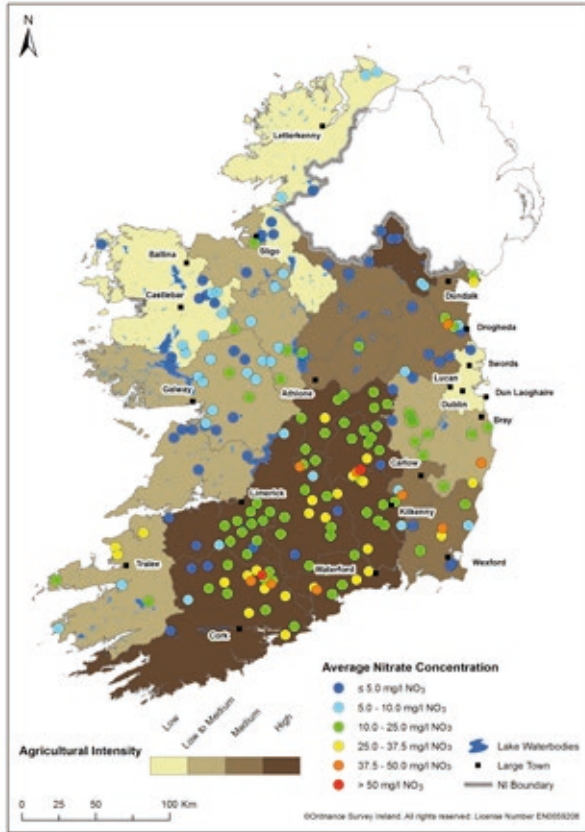 N
Letterkenny
Sligo
Ballina
Castlebar
Dundalk
Drogheda
Swords
Galway
Athlone
Lucan
Dun Laoghaire
Dublin
Bray
Carlow
Limerick
Kilkenny
Tralee
Waterford
Wexford
Cork
Average Nitrate Concentration
≤ 5.0 mg/l NO3
5.0 - 10.0 mg/l NO3
10.0 - 25.0 mg/l NO3
25.0 - 37.5 mg/l NO3
37.5 - 50.0 mg/l NO3
> 50 mg/l NO3
Lake Waterbodies
Large Town
NI Boundary
Low
Low to Medium
Medium
High
Agricultural Intensity
0 50 100 Km
©Ordnance Survey Ireland. All rights reserved. License Number EN0059208